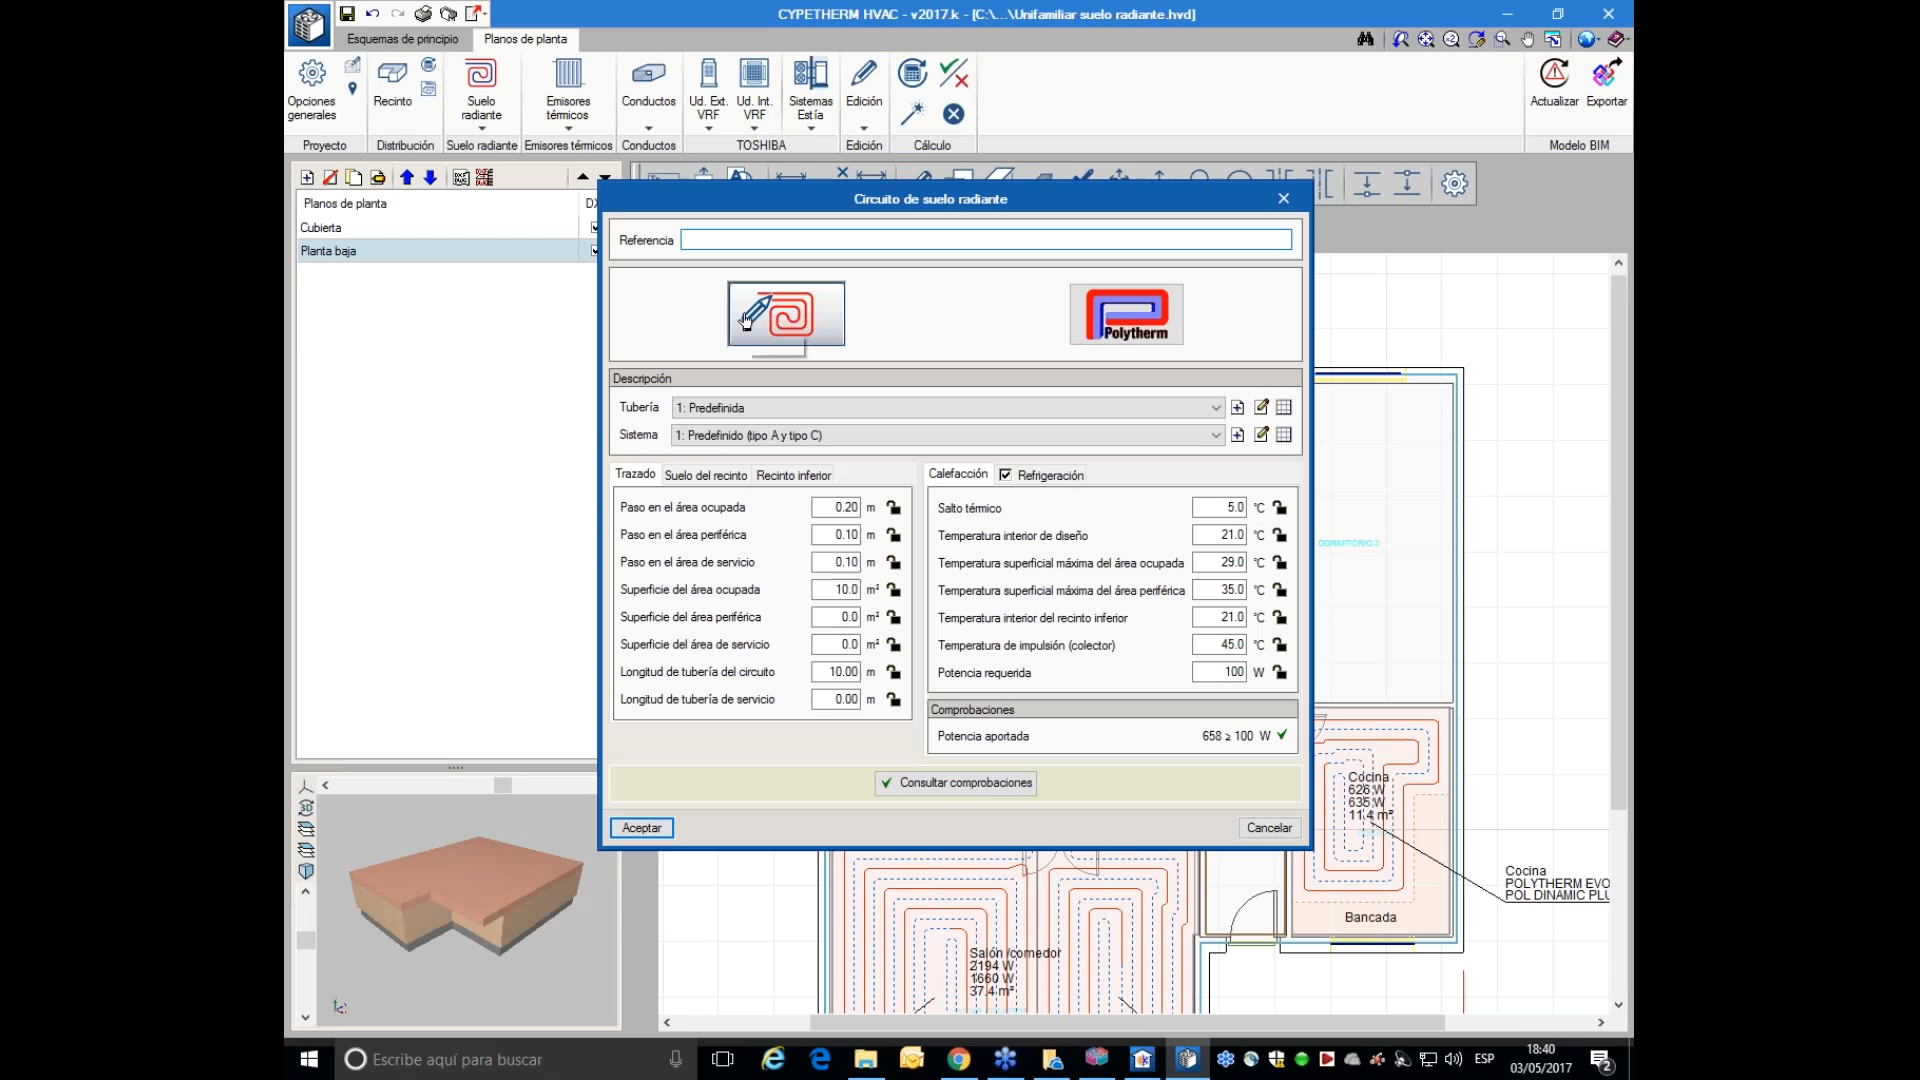 CYPETHERM HVAC - v2017.k - [C:\...\Unifamiliar suelo radiante.hvd]
Esquemas de principio
Planos de planta
Opciones generales
Recinto
Suelo radiante
Emisores térmicos
Conductos
Ud. Ext. VRF
Ud. Int. VRF
Sistemas Estía
Edición
Actualizar
Exportar
Proyecto
Distribución
Suelo radiante
Emisores térmicos
Conductos
TOSHIBA
Edición
Cálculo
Modelo BIM
Planos de planta
Cubierta
Planta baja
Circuito de suelo radiante
Referencia
Polytherm
Descripción
Tubería 1: Predefinida
Sistema 1: Predefinido (tipo A y tipo C)
Trazado Suelo del recinto Recinto inferior
Paso en el área ocupada 0.20 m
Paso en el área periférica 0.10 m
Paso en el área de servicio 0.10 m
Superficie del área ocupada 10.0 m²
Superficie del área periférica 0.0 m²
Superficie del área de servicio 0.0 m²
Longitud de tubería del circuito 10.00 m
Longitud de tubería de servicio 0.00 m
Calefacción Refrigeración
Salto térmico 5.0 °C
Temperatura interior de diseño 21.0 °C
Temperatura superficial máxima del área ocupada 29.0 °C
Temperatura superficial máxima del área periférica 35.0 °C
Temperatura interior del recinto inferior 21.0 °C
Temperatura de impulsión (colector) 45.0 °C
Potencia requerida 100 W
Comprobaciones
Potencia aportada 658 ≥ 100 W
Consultar comprobaciones
Aceptar
Cancelar
DORMITORIO 3
Cocina
626 W
635 W
11.4 m²
Bancada
Cocina
POLYTHERM EVO
POL DINAMIC PLU
Salón /comedor
2194 W
1660 W
37.4 m²
3D
Escribe aquí para buscar
ESP
18:40
03/05/2017
2